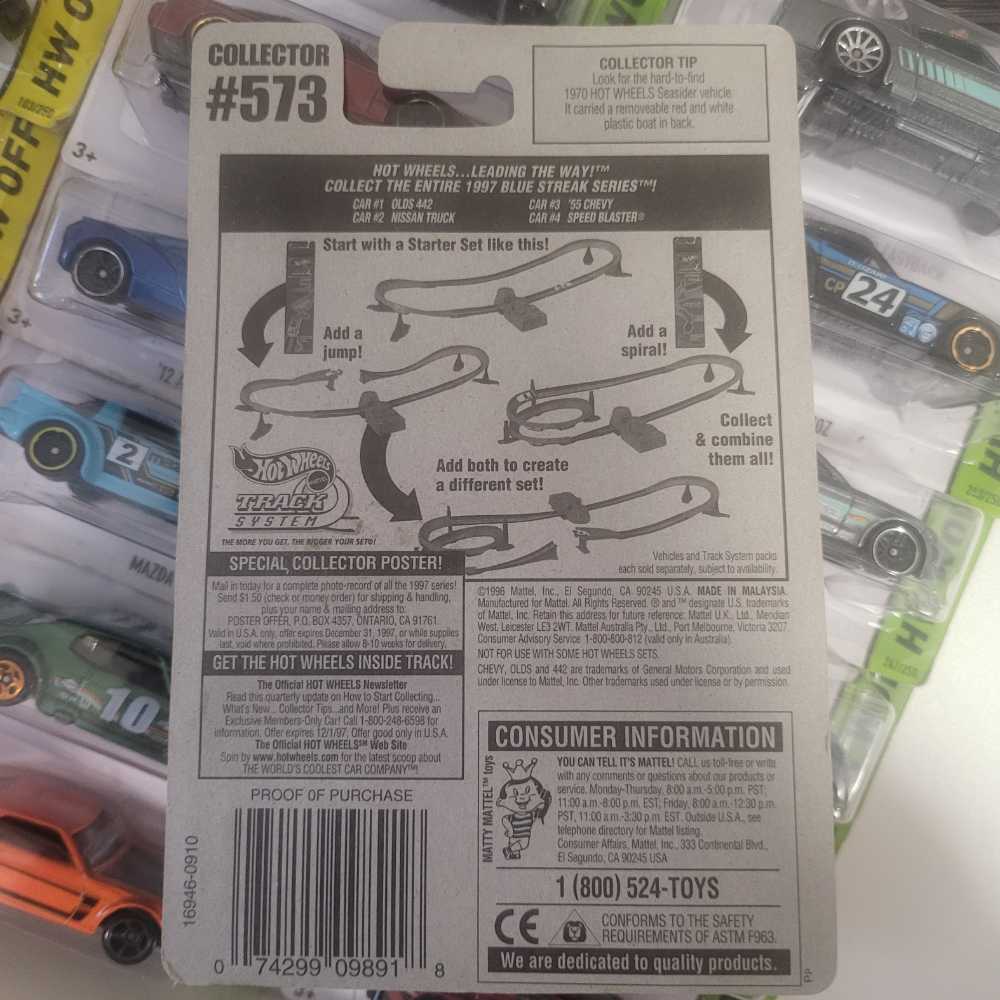 COLLECTOR
#573
COLLECTOR TIP
Look for the hard-to-find
1970 HOT WHEELS Seasider vehicle.
It carried a removeable red and white
plastic boat in back.
HOT WHEELS...LEADING THE WAY!™
COLLECT THE ENTIRE 1997 BLUE STREAK SERIES™!
CAR #1 OLDS 442
CAR #2 NISSAN TRUCK
CAR #3 '55 CHEVY
CAR #4 SPEED BLASTER®
Start with a Starter Set like this!
Add a
jump!
Add a
spiral!
Collect
& combine
them all!
Add both to create
a different set!
HOT WHEELS
TRACK
SYSTEM
THE MORE YOU GET, THE BIGGER YOUR SETS!
Vehicles and Track System packs
each sold separately, subject to availability.
SPECIAL COLLECTOR POSTER!
Mail in today for a complete photo-record of all the 1997 series!
Send $1.50 (check or money order) for shipping & handling,
plus your name & mailing address to:
POSTER OFFER, P.O. BOX 4357, ONTARIO, CA 91761.
Valid in U.S.A. only, offer expires December 31, 1997, or while supplies
last, void where prohibited. Please allow 8-10 weeks for delivery.
GET THE HOT WHEELS INSIDE TRACK!
The Official HOT WHEELS Newsletter
Read this quarterly update on How to Start Collecting...
What's New... Collector Tips...and More! Plus receive an
Exclusive Members-Only Car! Call 1-800-248-6598 for
information. Offer expires 12/1/97. Offer good only in U.S.A.
The Official HOT WHEELS℠ Web Site
Spin by www.hotwheels.com for the latest scoop about
THE WORLD'S COOLEST CAR COMPANY™!
©1996 Mattel, Inc., El Segundo, CA 90245 U.S.A. MADE IN MALAYSIA.
Manufactured for Mattel. All Rights Reserved. ® and ™ designate U.S. trademarks
of Mattel, Inc. Retain this address for future reference: Mattel U.K. Ltd., Meridian
West, Leicester LE3 2WT. Mattel Australia Pty., Ltd., Port Melbourne, Victoria 3207.
Consumer Advisory Service 1-800-800-812 (valid only in Australia).
NOT FOR USE WITH SOME HOT WHEELS SETS.
CHEVY, OLDS and 442 are trademarks of General Motors Corporation and used
under license to Mattel, Inc. Other trademarks used under license or by permission.
CONSUMER INFORMATION
MATTY MATTEL™ toys
YOU CAN TELL IT'S MATTEL! CALL us toll-free or write
with any comments or questions about our products or
service. Monday-Thursday, 8:00 a.m.-5:00 p.m. PST;
11:00 a.m.-8:00 p.m. EST; Friday, 8:00 a.m.-12:30 p.m.
PST, 11:00 a.m.-3:30 p.m. EST. Outside U.S.A., see
telephone directory for Mattel listing.
Consumer Affairs, Mattel, Inc., 333 Continental Blvd.,
El Segundo, CA 90245 USA
1 (800) 524-TOYS
CE
CONFORMS TO THE SAFETY
REQUIREMENTS OF ASTM F963.
We are dedicated to quality products.
PP
PROOF OF PURCHASE
16946-0910
0 74299 09891 8
HW OFF
103/250
HW O
3+
3+
'12
2
MAZDA
10
CP
24
3+